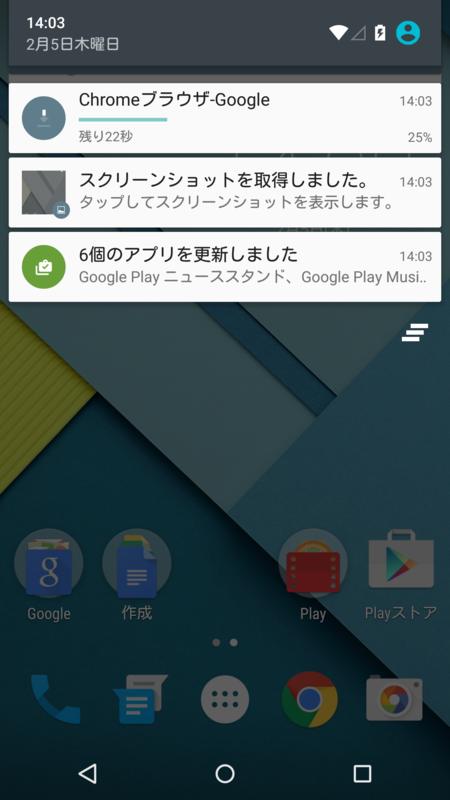 14:03
2月5日木曜日
Chromeブラウザ-Google 14:03
残り22秒 25%
スクリーンショットを取得しました。 14:03
タップしてスクリーンショットを表示します。
6個のアプリを更新しました 14:03
Google Play ニューススタンド、Google Play Musi..
Google 作成 Play Playストア